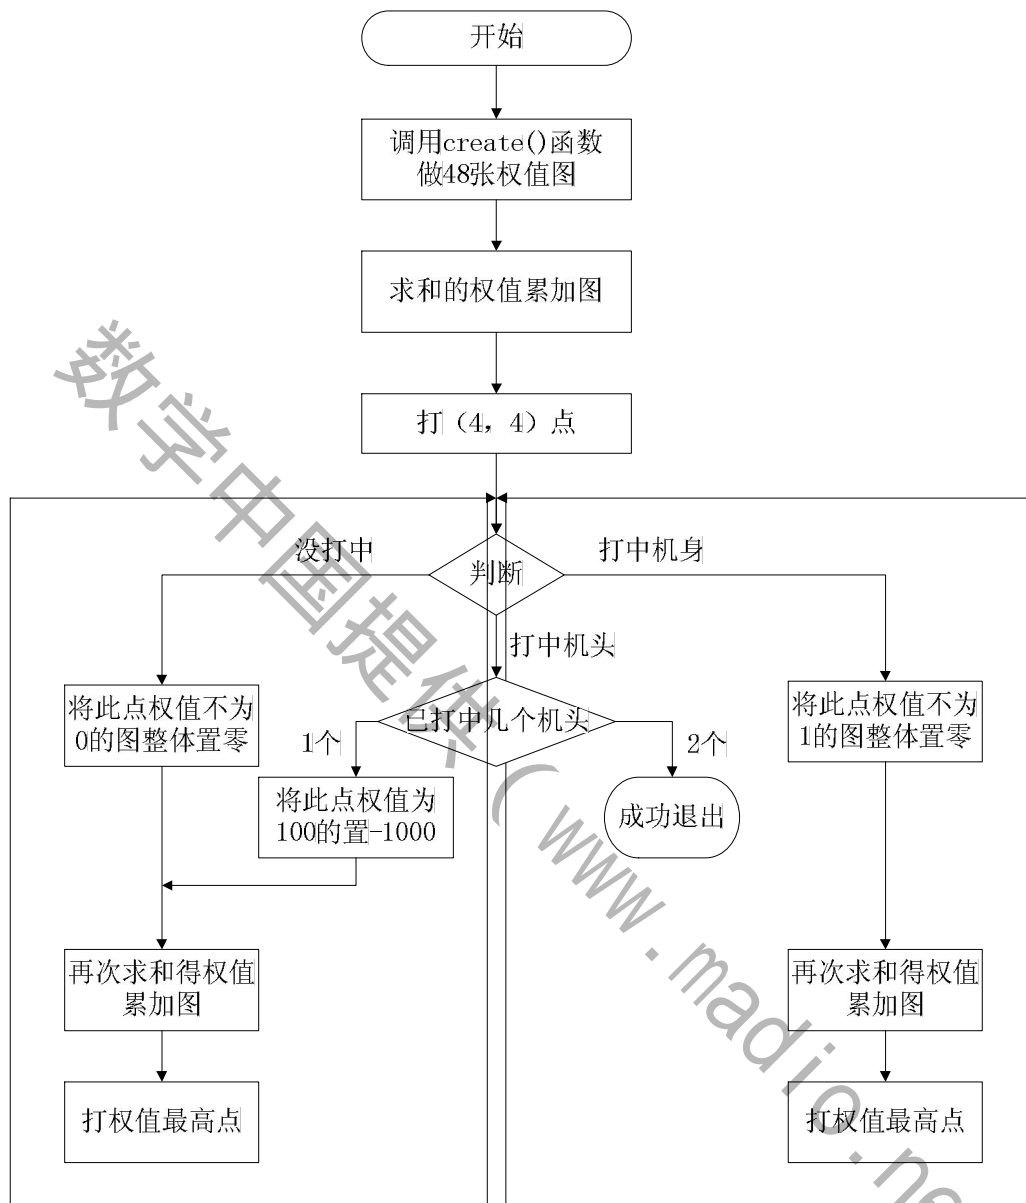 开始
调用create()函数
做48张权值图
求和的权值累加图
打（4，4）点
没打中
判断
打中机身
打中机头
将此点权值不为
0的图整体置零
已打中几个机头
将此点权值不为
1的图整体置零
1个
2个
将此点权值为
100的置-1000
成功退出
再次求和得权值
累加图
再次求和得权值
累加图
打权值最高点
打权值最高点
数学中国提供（www.madio.ne